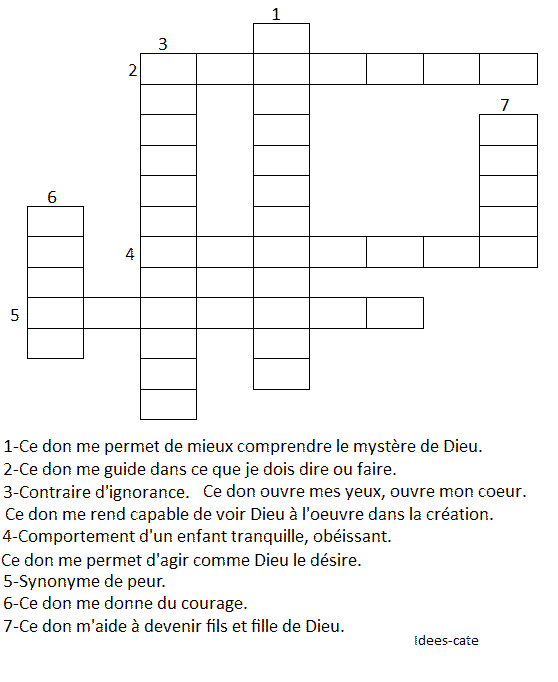 1
3
2
7
6
4
5
1-Ce don me permet de mieux comprendre le mystère de Dieu.
2-Ce don me guide dans ce que je dois dire ou faire.
3-Contraire d'ignorance. Ce don ouvre mes yeux, ouvre mon coeur.
Ce don me rend capable de voir Dieu à l'oeuvre dans la création.
4-Comportement d'un enfant tranquille, obéissant.
Ce don me permet d'agir comme Dieu le désire.
5-Synonyme de peur.
6-Ce don me donne du courage.
7-Ce don m'aide à devenir fils et fille de Dieu.
Idees-cate